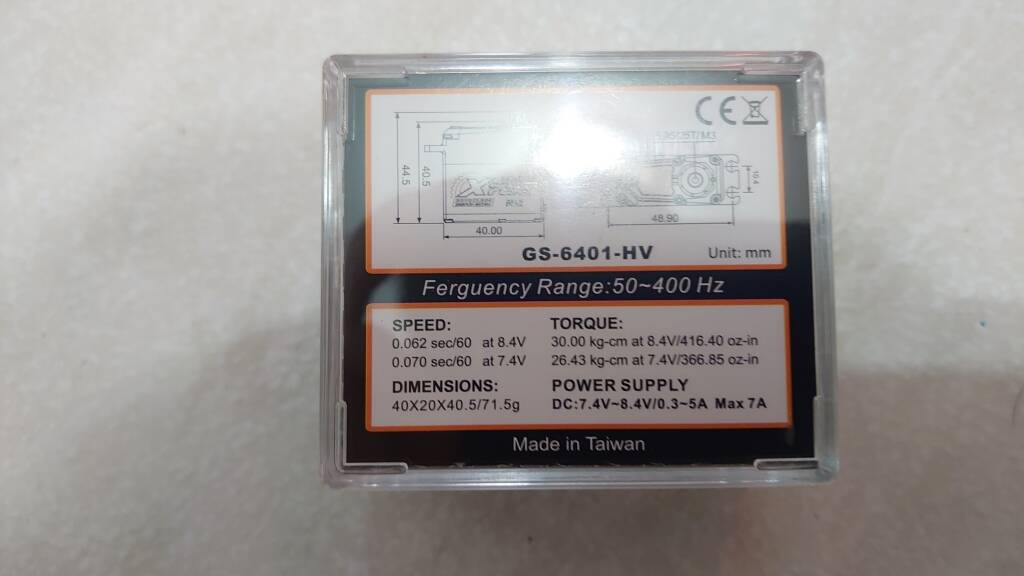 44.5
40.5
40.00
48.90
10.4
GS-6401-HV
Unit: mm
Ferguency Range:50~400 Hz
SPEED:
0.062 sec/60 at 8.4V
0.070 sec/60 at 7.4V
TORQUE:
30.00 kg-cm at 8.4V/416.40 oz-in
26.43 kg-cm at 7.4V/366.85 oz-in
DIMENSIONS:
40X20X40.5/71.5g
POWER SUPPLY
DC:7.4V~8.4V/0.3~5A Max 7A
Made in Taiwan